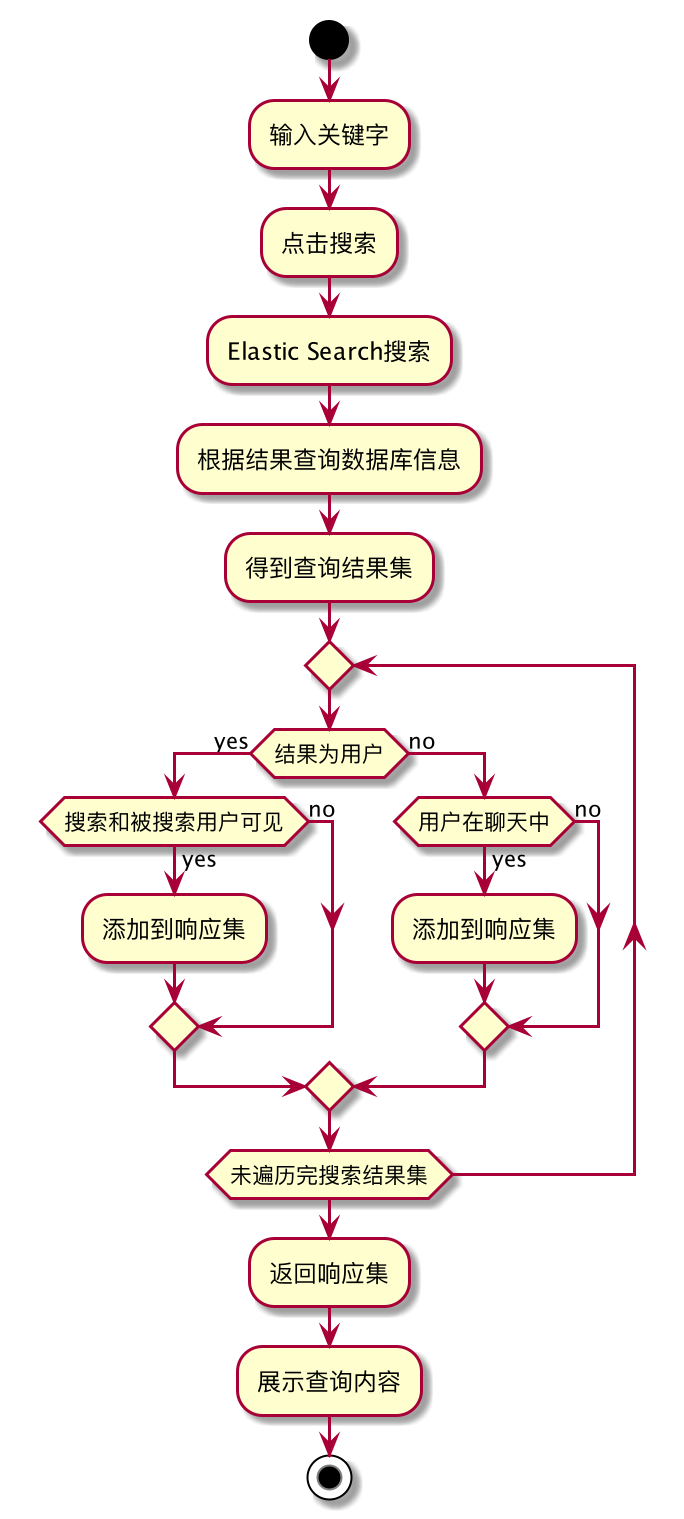 输入关键字
点击搜索
Elastic Search搜索
根据结果查询数据库信息
得到查询结果集
yes
结果为用户
no
搜索和被搜索用户可见
no
用户在聊天中
no
yes
yes
添加到响应集
添加到响应集
未遍历完搜索结果集
返回响应集
展示查询内容